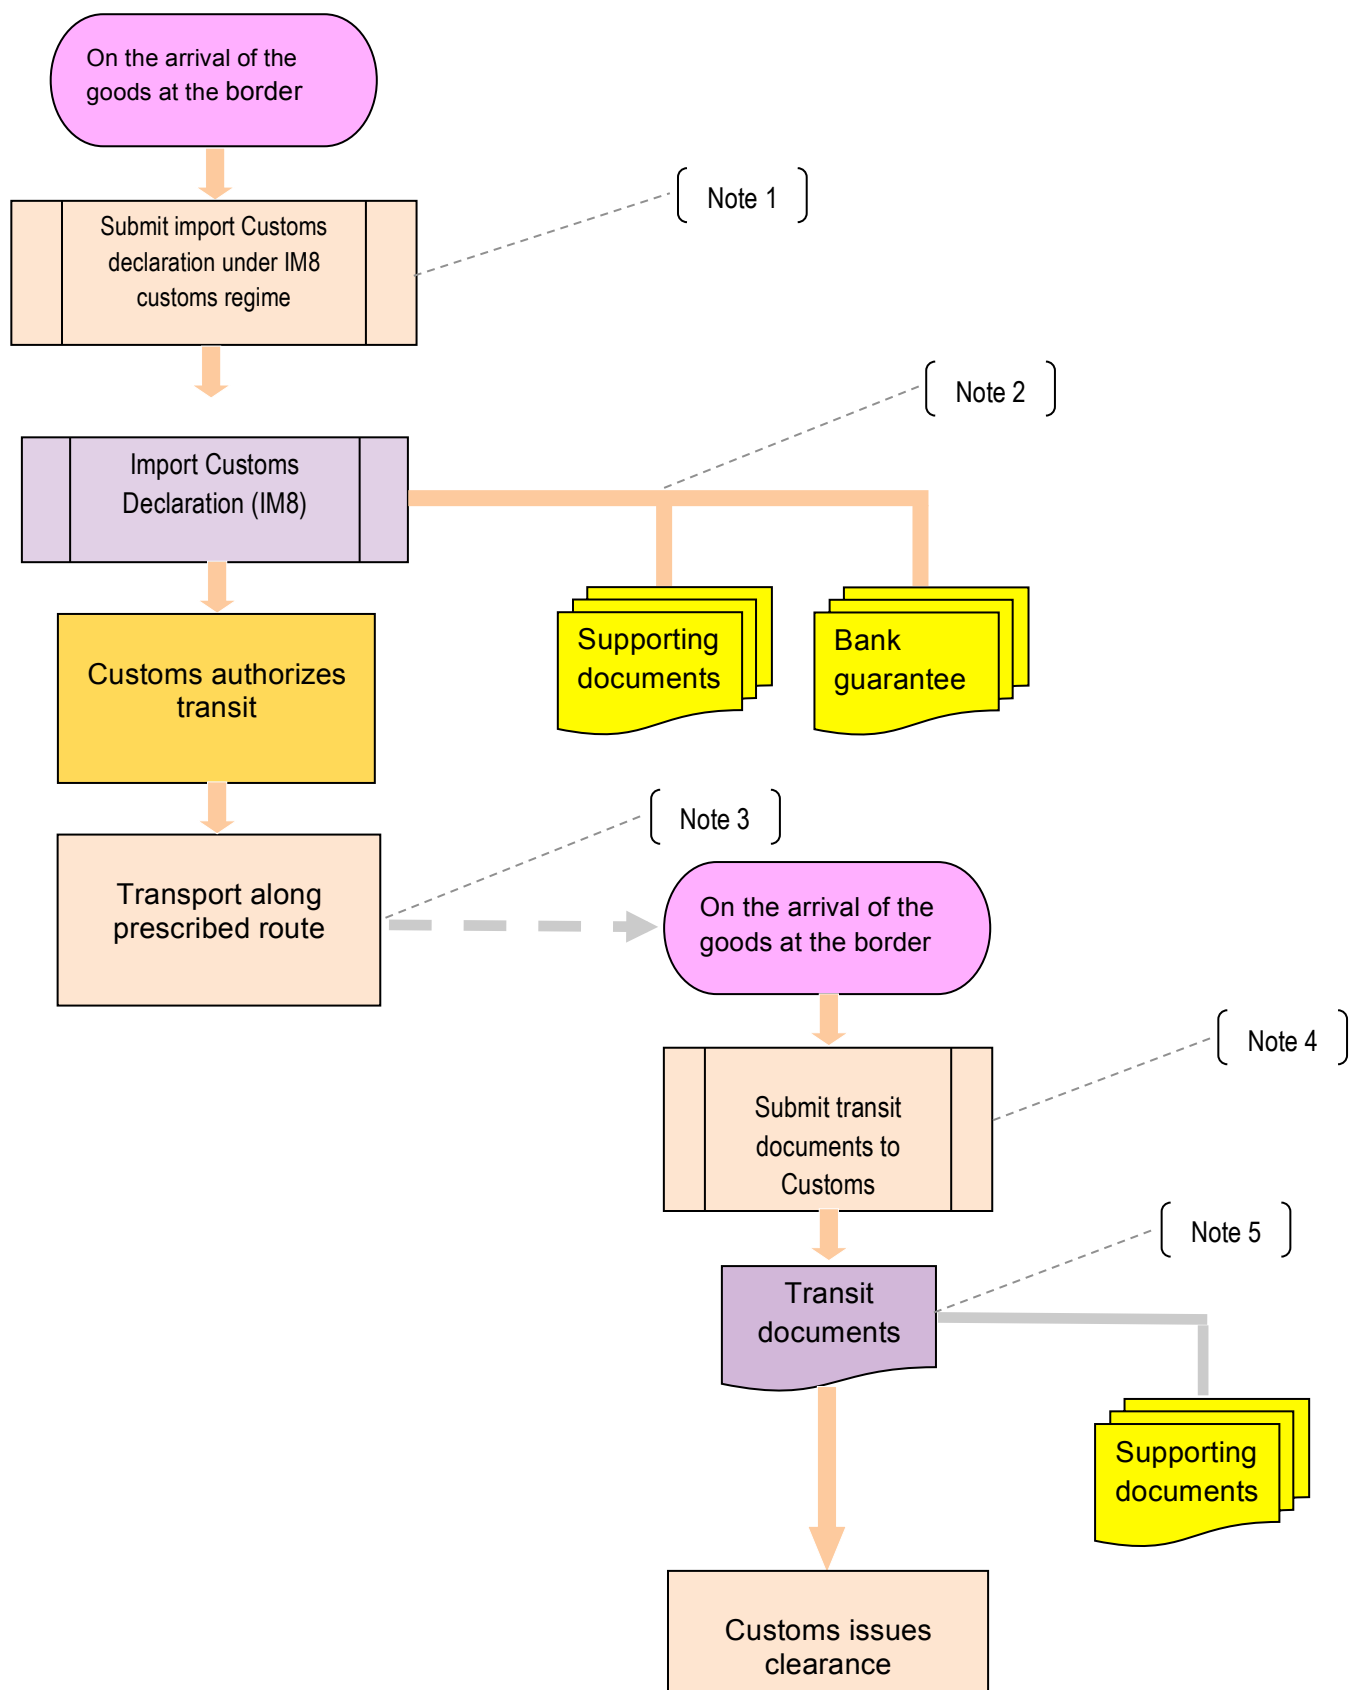 On the arrival of the
goods at the border
Note 1
Submit import Customs
declaration under IM8
customs regime
Note 2
Import Customs
Declaration (IM8)
Supporting
documents
Bank
guarantee
Customs authorizes
transit
Note 3
Transport along
prescribed route
On the arrival of the
goods at the border
Note 4
Submit transit
documents to
Customs
Note 5
Transit
documents
Supporting
documents
Customs issues
clearance